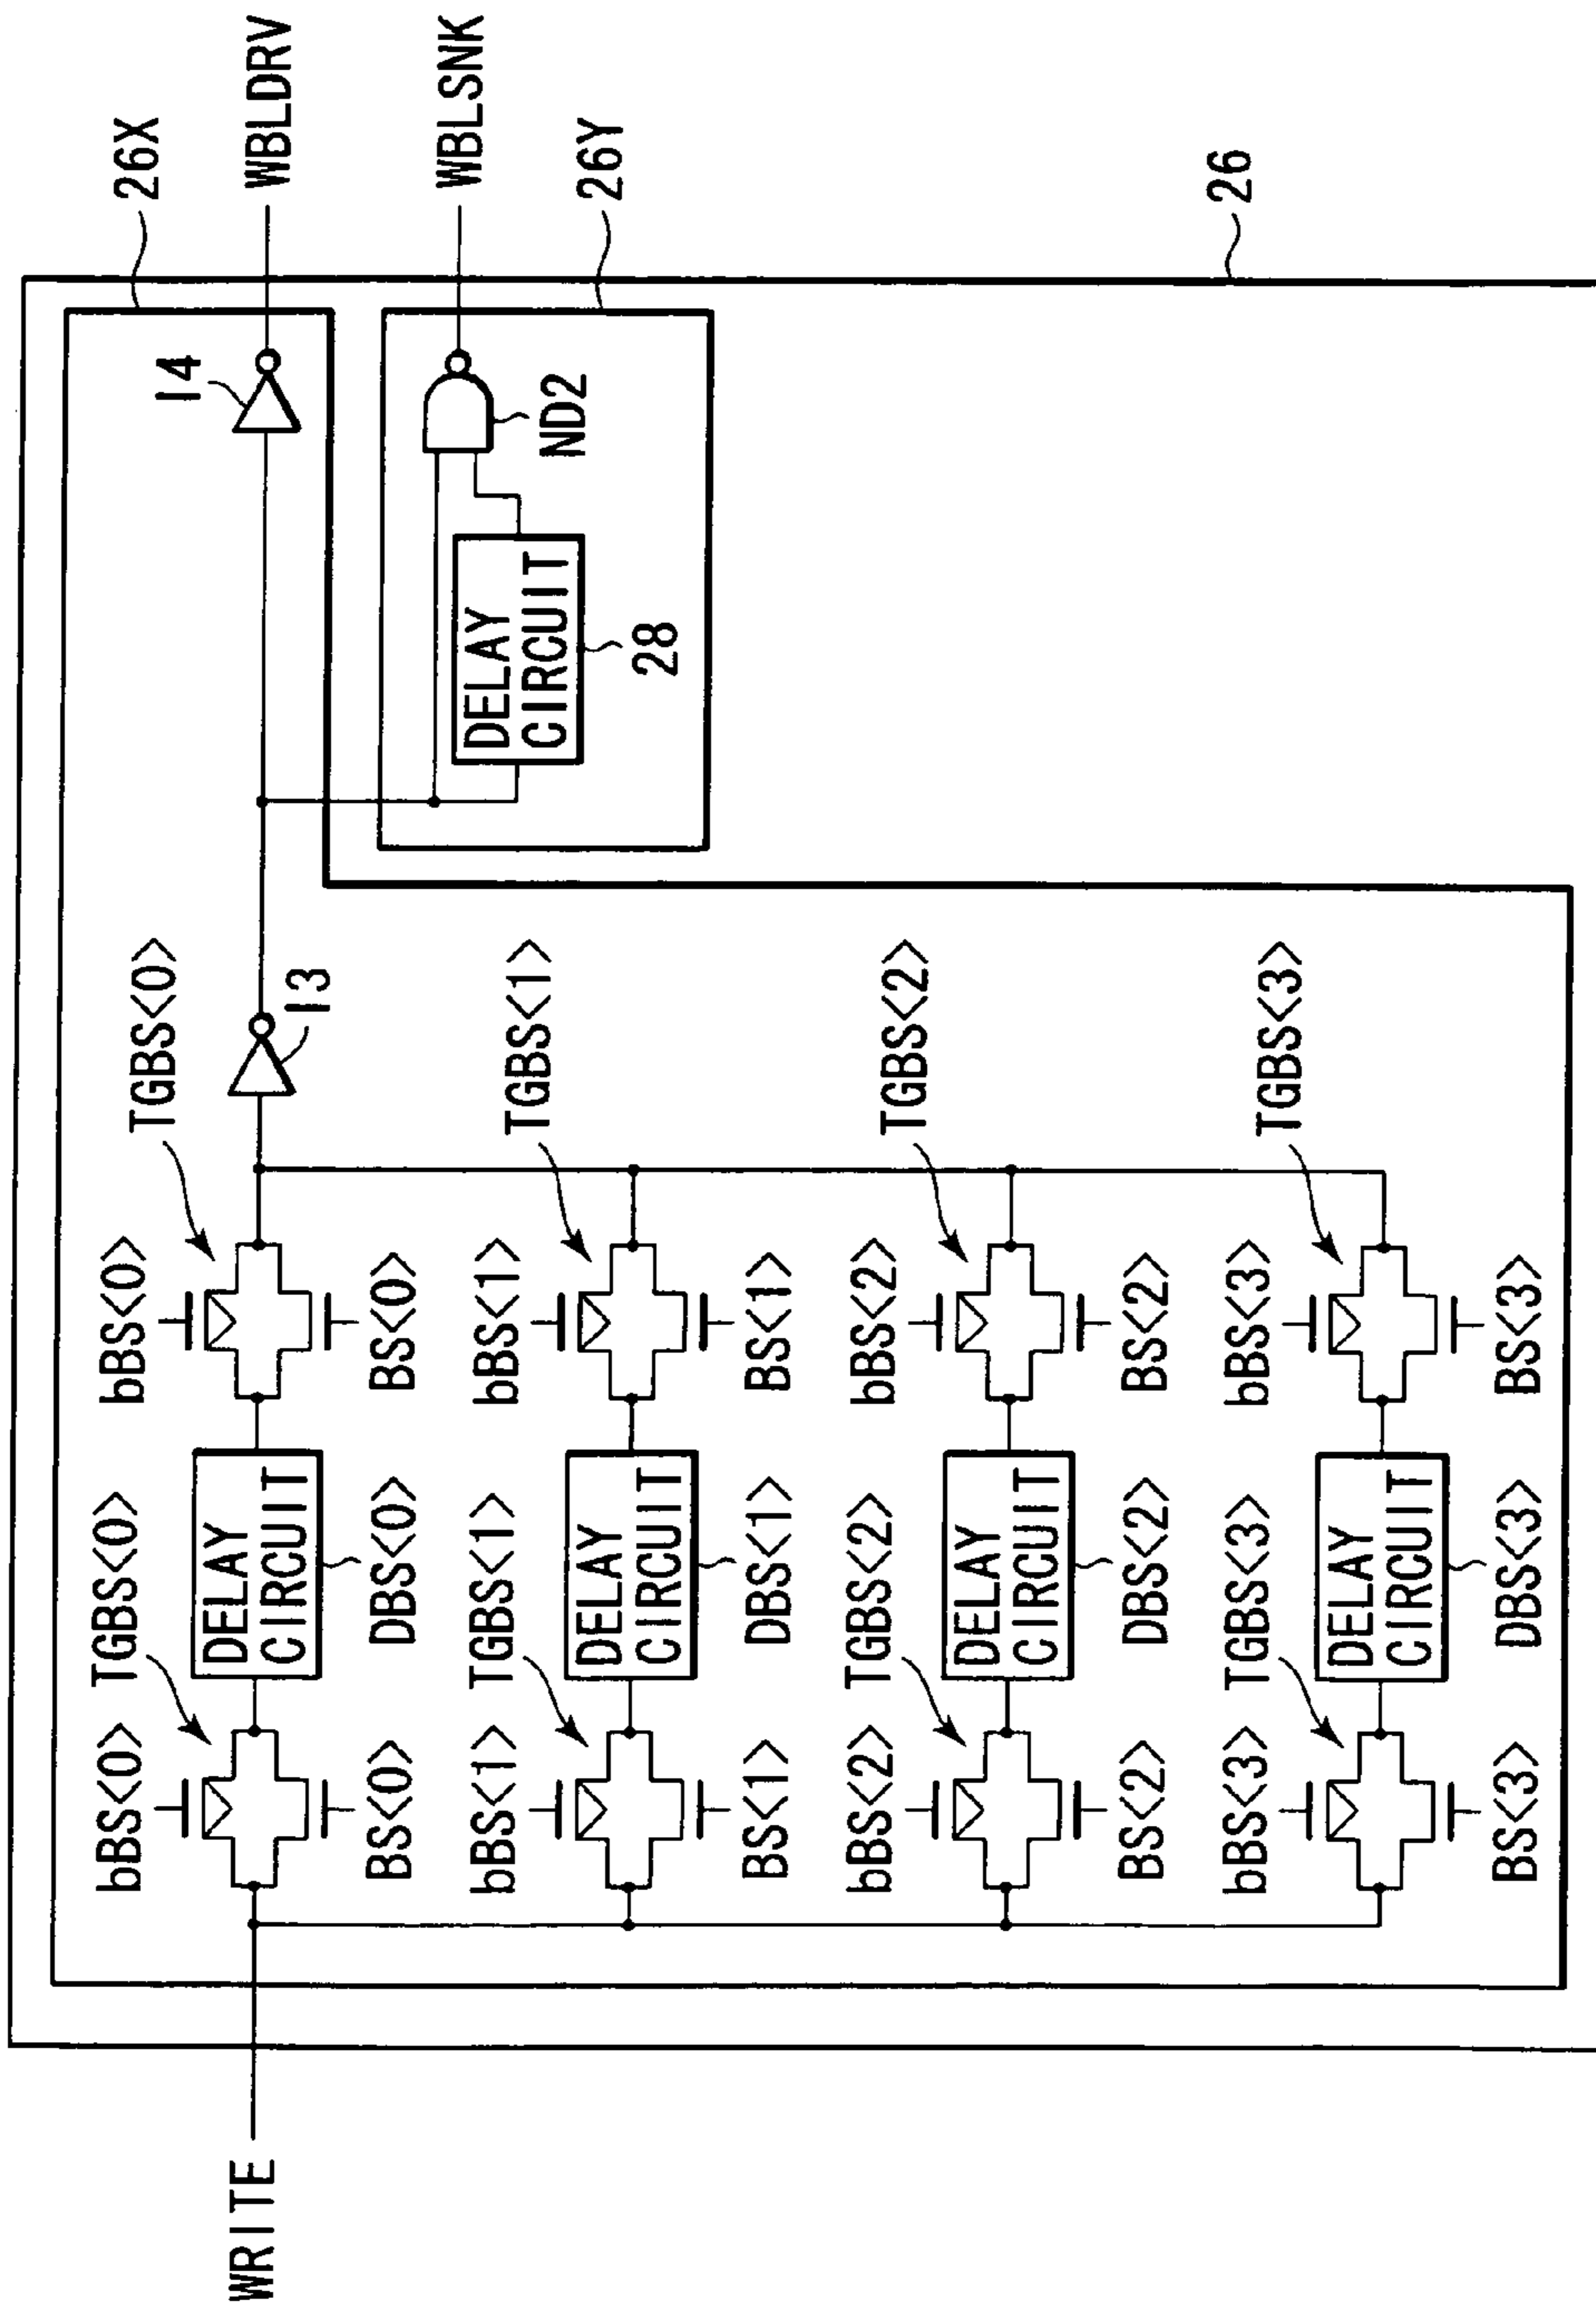 26X
WBLDRV
I4
WBLSNK
26Y
ND2
DELAY
CIRCUIT
28
26
WRITE
bBS<0>
TGBS<0>
BS<0>
DELAY
CIRCUIT
DBS<0>
bBS<0>
TGBS<0>
BS<0>
I3
bBS<1>
TGBS<1>
BS<1>
DELAY
CIRCUIT
DBS<1>
bBS<1>
TGBS<1>
BS<1>
bBS<2>
TGBS<2>
BS<2>
DELAY
CIRCUIT
DBS<2>
bBS<2>
TGBS<2>
BS<2>
bBS<3>
TGBS<3>
BS<3>
DELAY
CIRCUIT
DBS<3>
bBS<3>
TGBS<3>
BS<3>